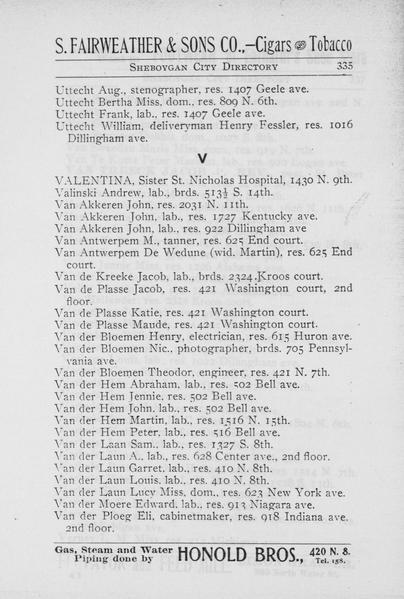 S. FAIRWEATHER & SONS CO.,—Cigars and Tobacco
SHEBOYGAN CITY DIRECTORY 335
Uttecht Aug., stenographer, res. 1407 Geele ave.
Uttecht Bertha Miss, dom., res. 809 N. 6th.
Uttecht Frank, lab., res. 1407 Geele ave.
Uttecht William, deliveryman Henry Fessler, res. 1016
Dillingham ave.
V
VALENTINA, Sister St. Nicholas Hospital, 1430 N. 9th.
Valinski Andrew, lab., brds. 513½ S. 14th.
Van Akkeren John, res. 2031 N. 11th.
Van Akkeren John, lab., res. 1727 Kentucky ave.
Van Akkeren John, lab., res. 922 Dillingham ave
Van Antwerpem M., tanner, res. 625 End court.
Van Antwerpem De Wedune (wid. Martin), res. 625 End
court.
Van de Kreeke Jacob, lab., brds. 2324 Kroos court.
Van de Plasse Jacob, res. 421 Washington court, 2nd
floor.
Van de Plasse Katie, res. 421 Washington court.
Van de Plasse Maude, res. 421 Washington court.
Van der Bloemen Henry, electrician, res. 615 Huron ave.
Van der Bloemen Nic., photographer, brds. 705 Pennsyl-
vania ave.
Van der Bloemen Theodor, engineer, res. 421 N. 7th.
Van der Hem Abraham, lab., res. 502 Bell ave.
Van der Hem Jennie, res. 502 Bell ave.
Van der Hem John, lab., res. 502 Bell ave.
Van der Hem Martin, lab., res. 1516 N. 15th.
Van der Hem Peter, lab., res. 516 Bell ave.
Van der Laan Sam., lab., res. 1327 S. 8th.
Van der Laun A., lab., res. 628 Center ave., 2nd floor.
Van der Laun Garret, lab., res. 410 N. 8th.
Van der Laun Louis, lab., res. 410 N. 8th.
Van der Laun Lucy Miss, dom., res. 623 New York ave.
Van der Moere Edward, lab., res. 913 Niagara ave.
Van der Ploeg Eli, cabinetmaker, res. 918 Indiana ave.
2nd floor.
Gas, Steam and Water Piping done by HONOLD BROS., 420 N. 8. Tel. 158.